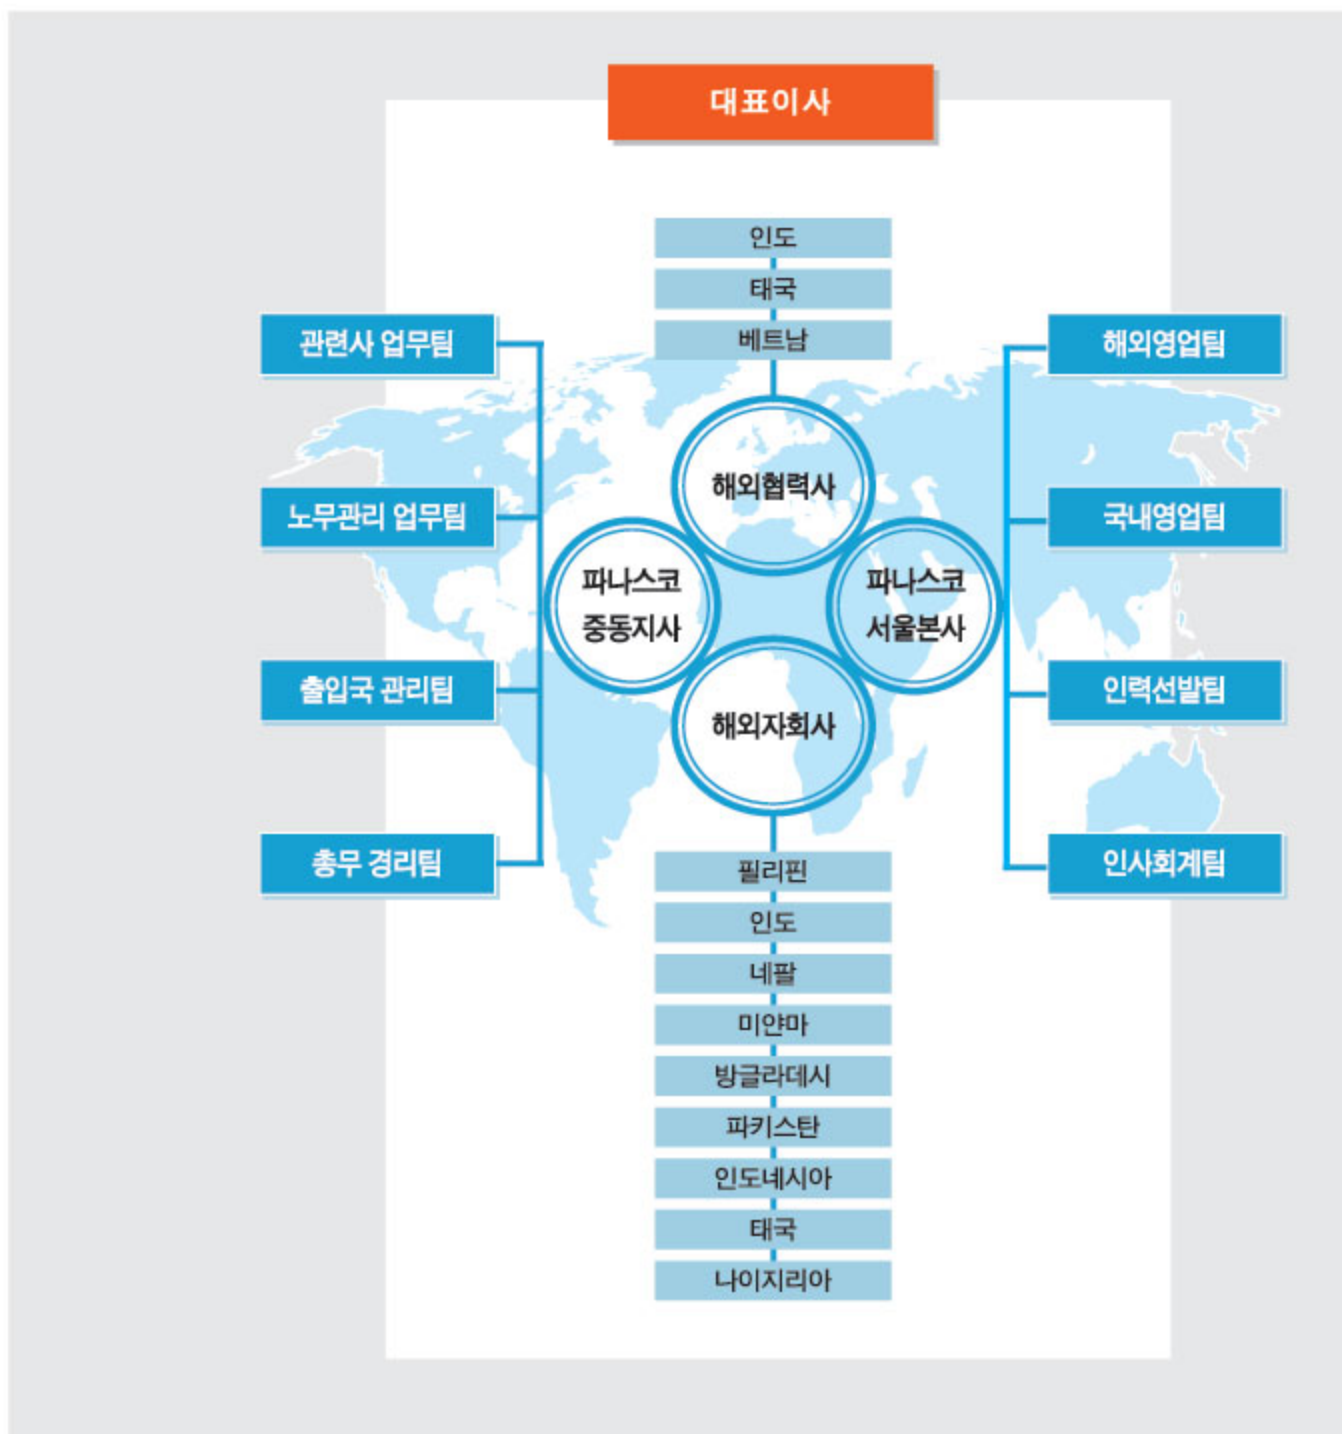 대표이사
인도
태국
베트남
관련사 업무팀
노무관리 업무팀
출입국 관리팀
총무 경리팀
해외협력사
파나스코
중동지사
파나스코
서울본사
해외자회사
해외영업팀
국내영업팀
인력선발팀
인사회계팀
필리핀
인도
네팔
미얀마
방글라데시
파키스탄
인도네시아
태국
나이지리아